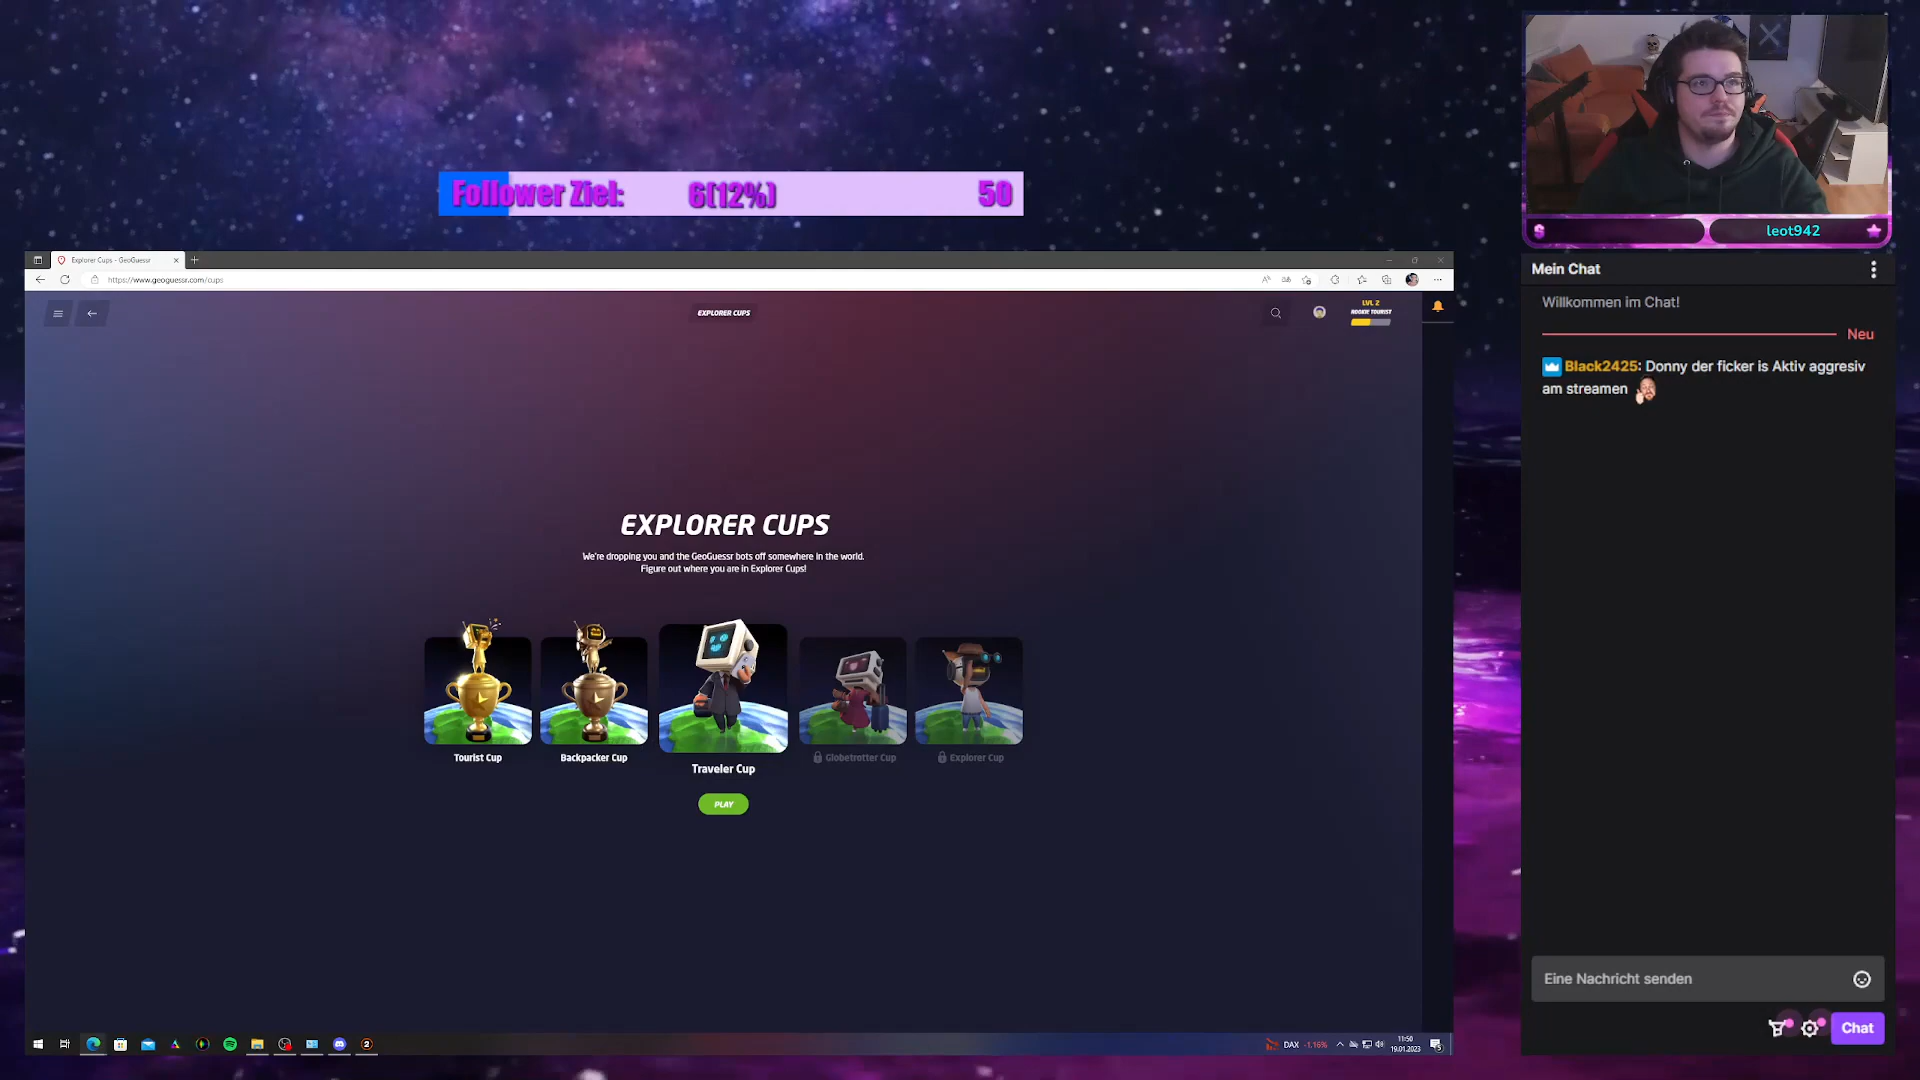 Follower Ziel: 6(12%) 50
leot942
Explorer Cups - GeoGuessr
https://www.geoguessr.com/cups
EXPLORER CUPS
LVL 2
ROOKIE TOURIST
EXPLORER CUPS
We're dropping you and the GeoGuessr bots off somewhere in the world.
Figure out where you are in Explorer Cups!
Tourist Cup
Backpacker Cup
Traveler Cup
Globetrotter Cup
Explorer Cup
PLAY
DAX -1.16%
11:50
19.01.2023
Mein Chat
Willkommen im Chat!
Neu
Black2425: Donny der ficker is Aktiv aggresiv
am streamen
Eine Nachricht senden
Chat